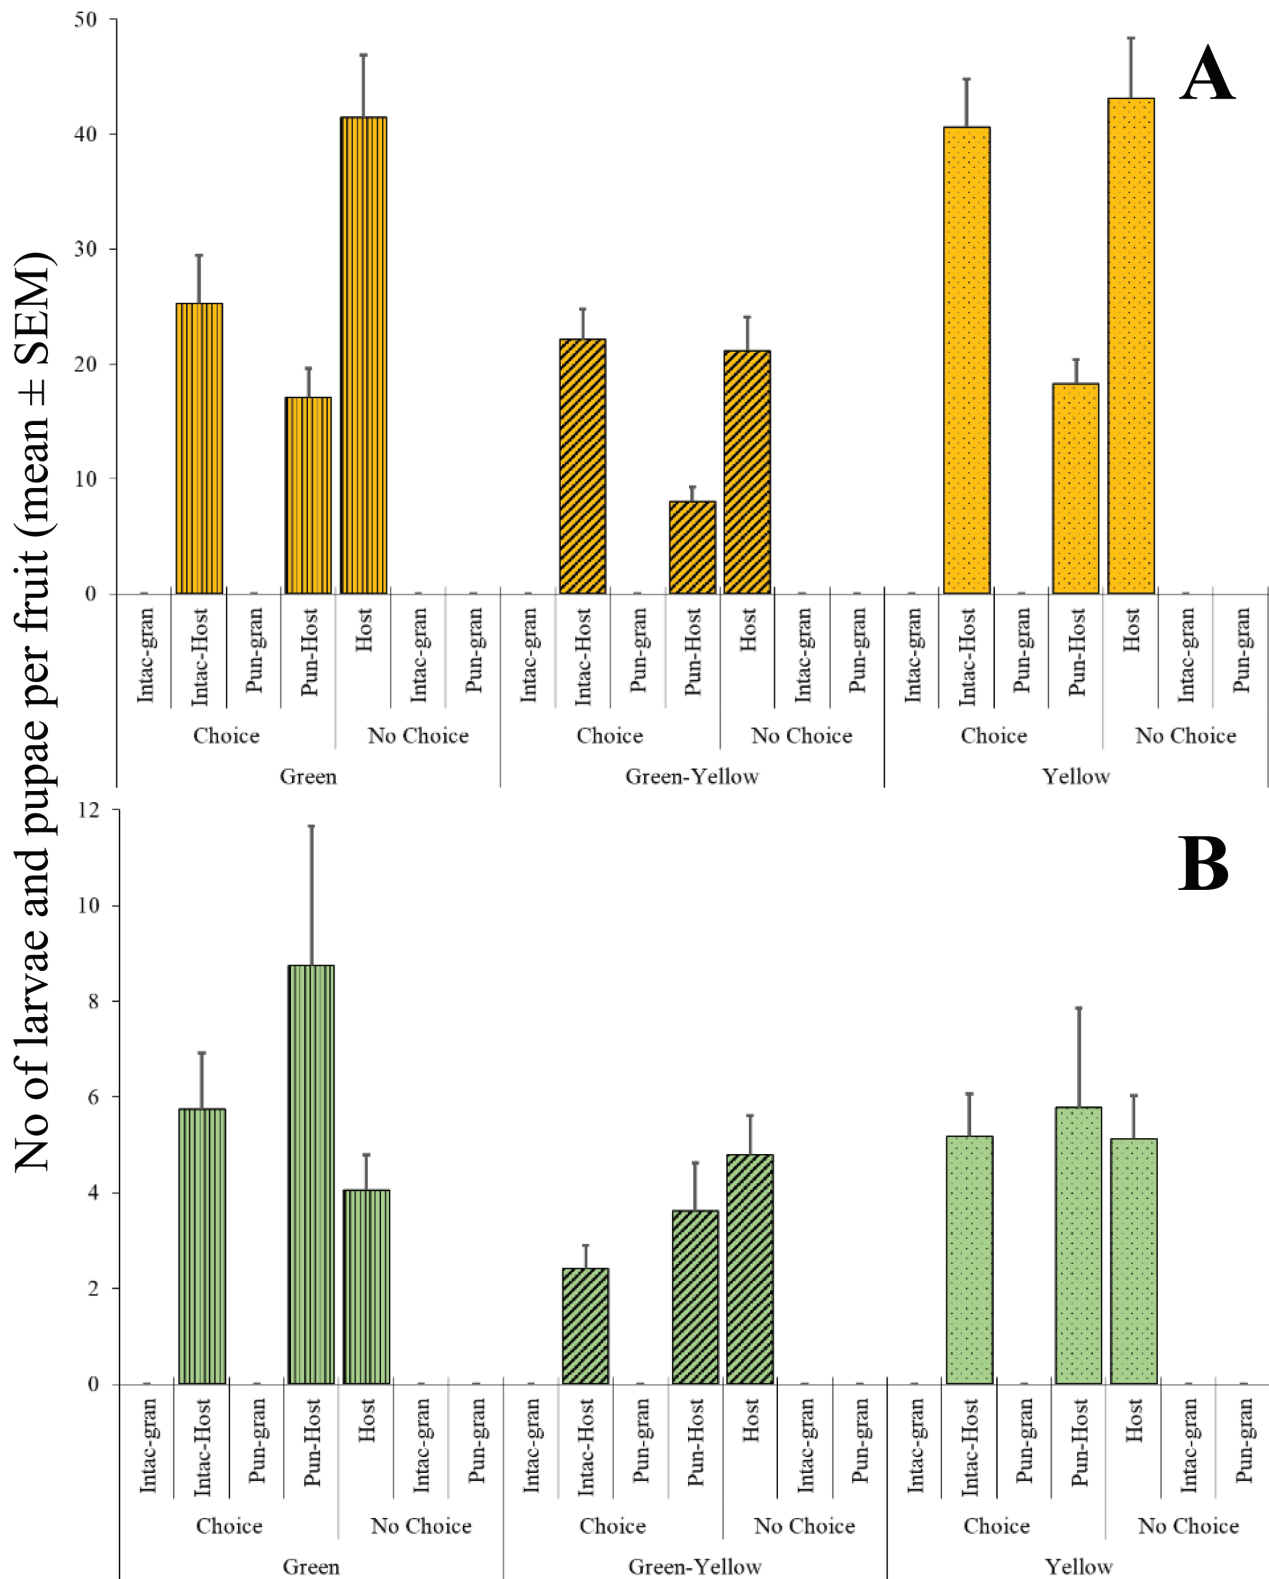 No of larvae and pupae per fruit (mean ± SEM)
A
50
40
30
20
10
0
Intac-gran
Intac-Host
Pun-gran
Pun-Host
Host
Intac-gran
Pun-gran
Intac-gran
Intac-Host
Pun-gran
Pun-Host
Host
Intac-gran
Pun-gran
Intac-gran
Intac-Host
Pun-gran
Pun-Host
Host
Intac-gran
Pun-gran
Choice No Choice Choice No Choice Choice No Choice
Green Green-Yellow Yellow
B
12
10
8
6
4
2
0
Intac-gran
Intac-Host
Pun-gran
Pun-Host
Host
Intac-gran
Pun-gran
Intac-gran
Intac-Host
Pun-gran
Pun-Host
Host
Intac-gran
Pun-gran
Intac-gran
Intac-Host
Pun-gran
Pun-Host
Host
Intac-gran
Pun-gran
Choice No Choice Choice No Choice Choice No Choice
Green Green-Yellow Yellow